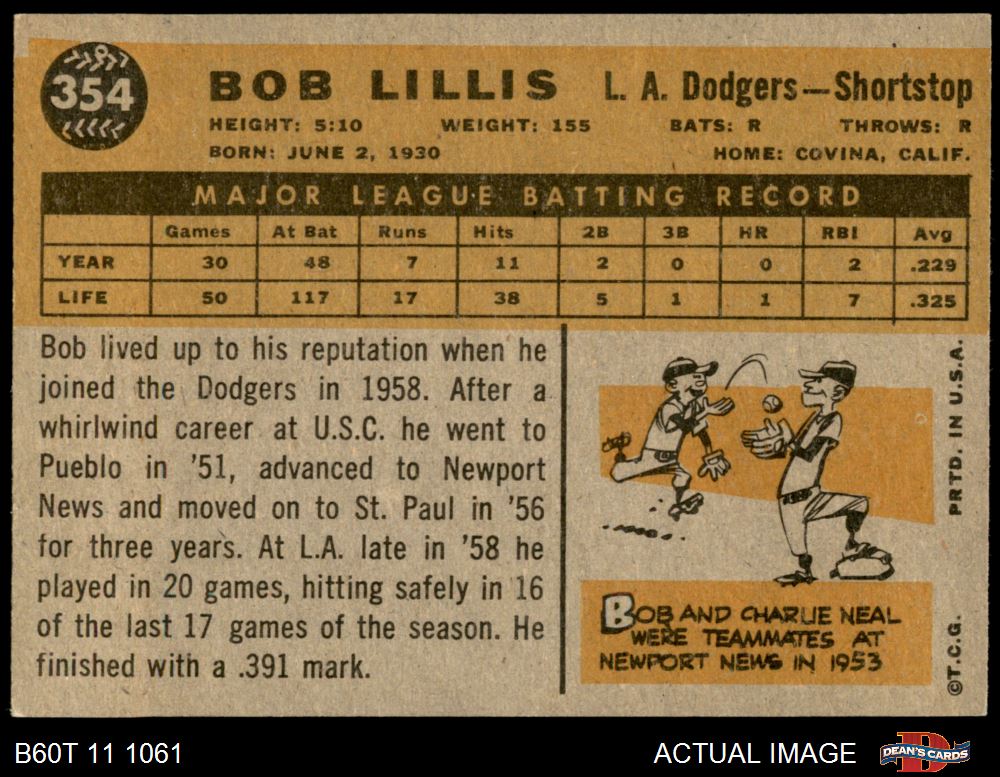 354
BOB LILLIS L. A. Dodgers—Shortstop
HEIGHT: 5:10 WEIGHT: 155 BATS: R THROWS: R
BORN: JUNE 2, 1930 HOME: COVINA, CALIF.
MAJOR LEAGUE BATTING RECORD
Games At Bat Runs Hits 2B 3B HR RBI Avg
YEAR 30 48 7 11 2 0 0 2 .229
LIFE 50 117 17 38 5 1 1 7 .325
Bob lived up to his reputation when he
joined the Dodgers in 1958. After a
whirlwind career at U.S.C. he went to
Pueblo in '51, advanced to Newport
News and moved on to St. Paul in '56
for three years. At L.A. late in '58 he
played in 20 games, hitting safely in 16
of the last 17 games of the season. He
finished with a .391 mark.
BOB AND CHARLIE NEAL
WERE TEAMMATES AT
NEWPORT NEWS IN 1953
©T.C.G. PRTD. IN U.S.A.
B60T 11 1061 ACTUAL IMAGE DEAN'S CARDS